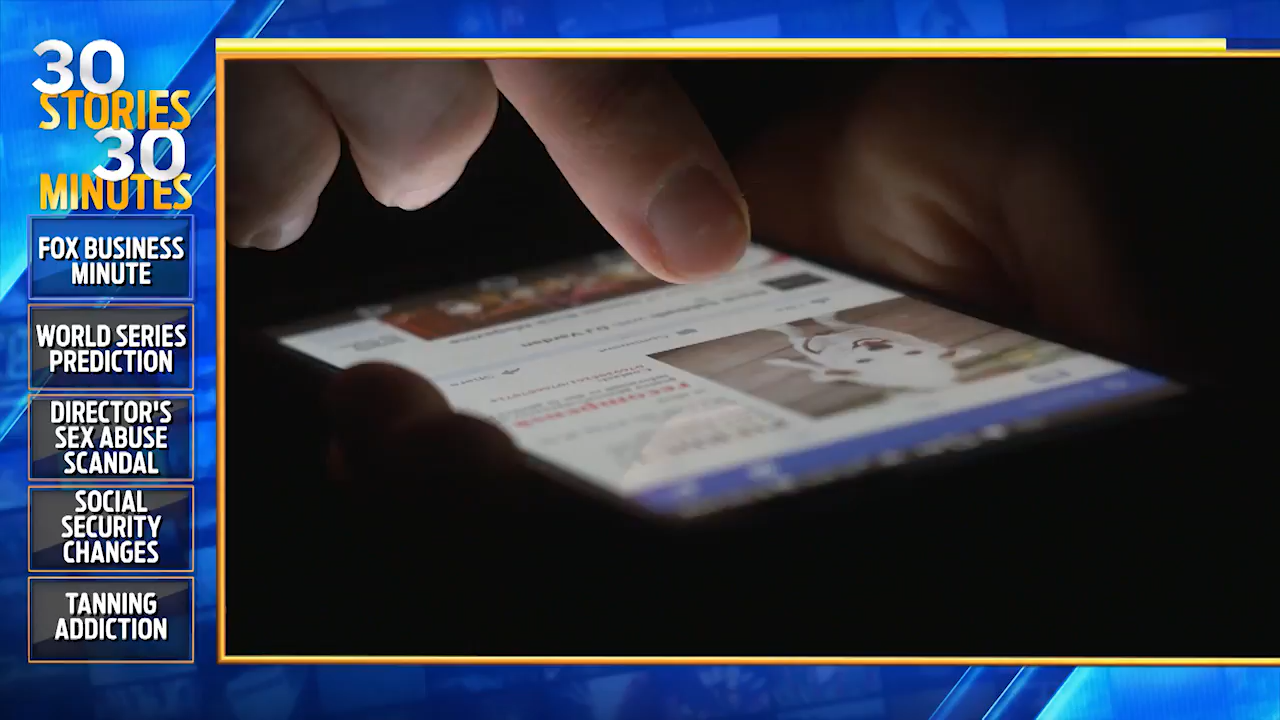 30
STORIES
30
MINUTES
FOX BUSINESS
MINUTE
WORLD SERIES
PREDICTION
DIRECTOR'S
SEX ABUSE
SCANDAL
SOCIAL
SECURITY
CHANGES
TANNING
ADDICTION